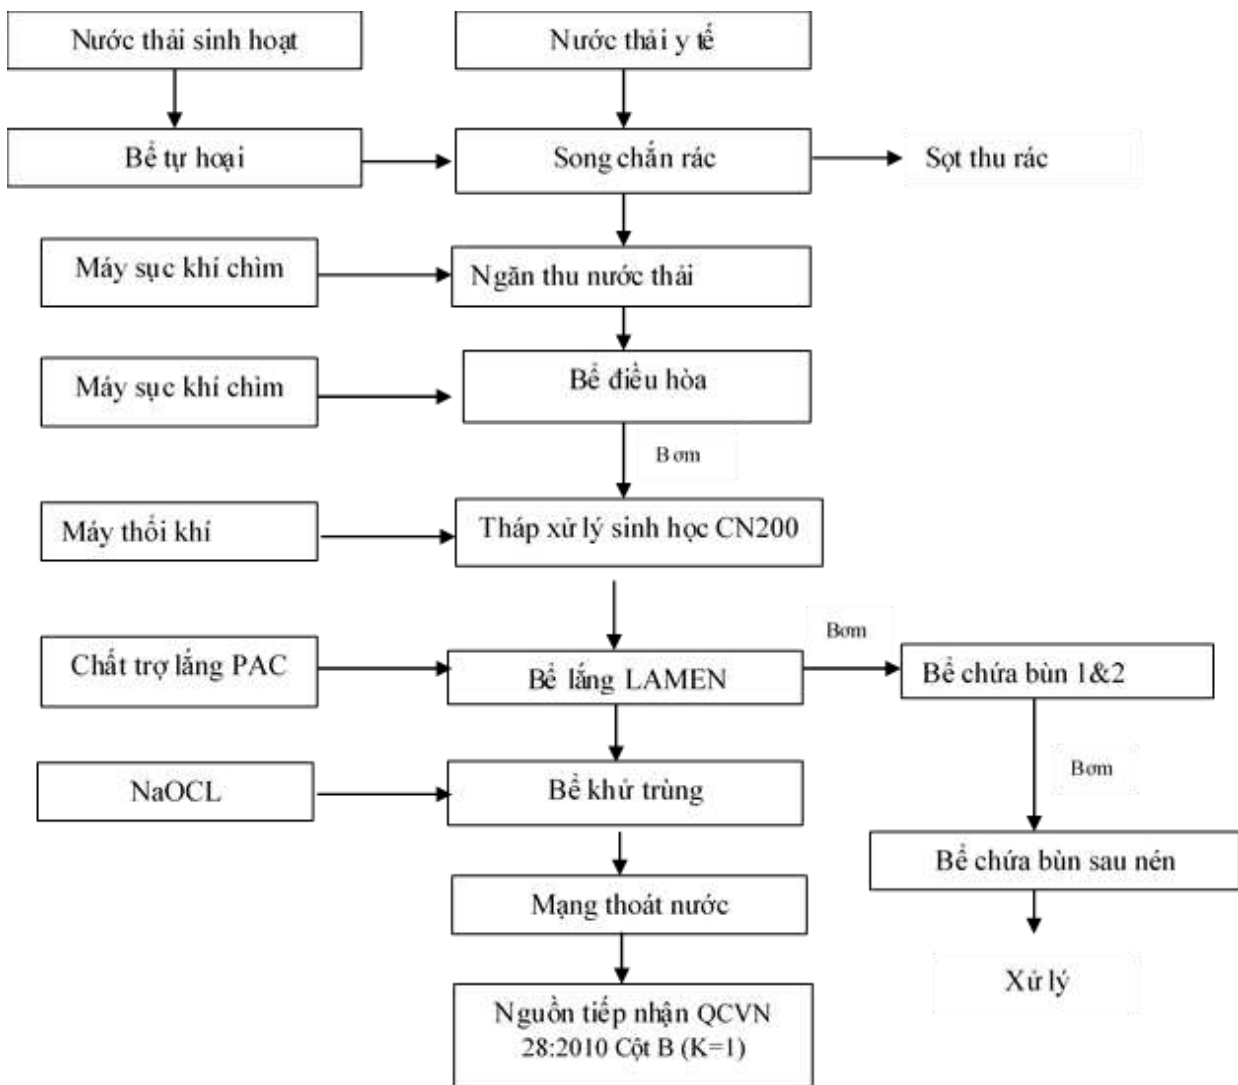 Nước thải sinh hoạt
Nước thải y tế
Bể tự hoại
Song chắn rác
Sọt thu rác
Máy sục khí chìm
Ngăn thu nước thải
Máy sục khí chìm
Bể điều hòa
Bơm
Máy thổi khí
Tháp xử lý sinh học CN200
Bơm
Chất trợ lắng PAC
Bể lắng LAMEN
Bể chứa bùn 1&2
Bơm
NaOCL
Bể khử trùng
Bể chứa bùn sau nén
Mạng thoát nước
Xử lý
Nguồn tiếp nhận QCVN
28:2010 Cột B (K=1)